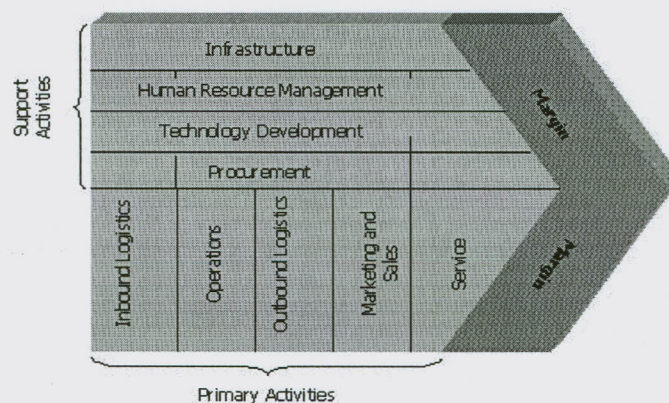 Support
Activities
Infrastructure
Human Resource Management
Technology Development
Procurement
Inbound Logistics
Operations
Outbound Logistics
Marketing and
Sales
Service
Margin
Margin
Primary Activities